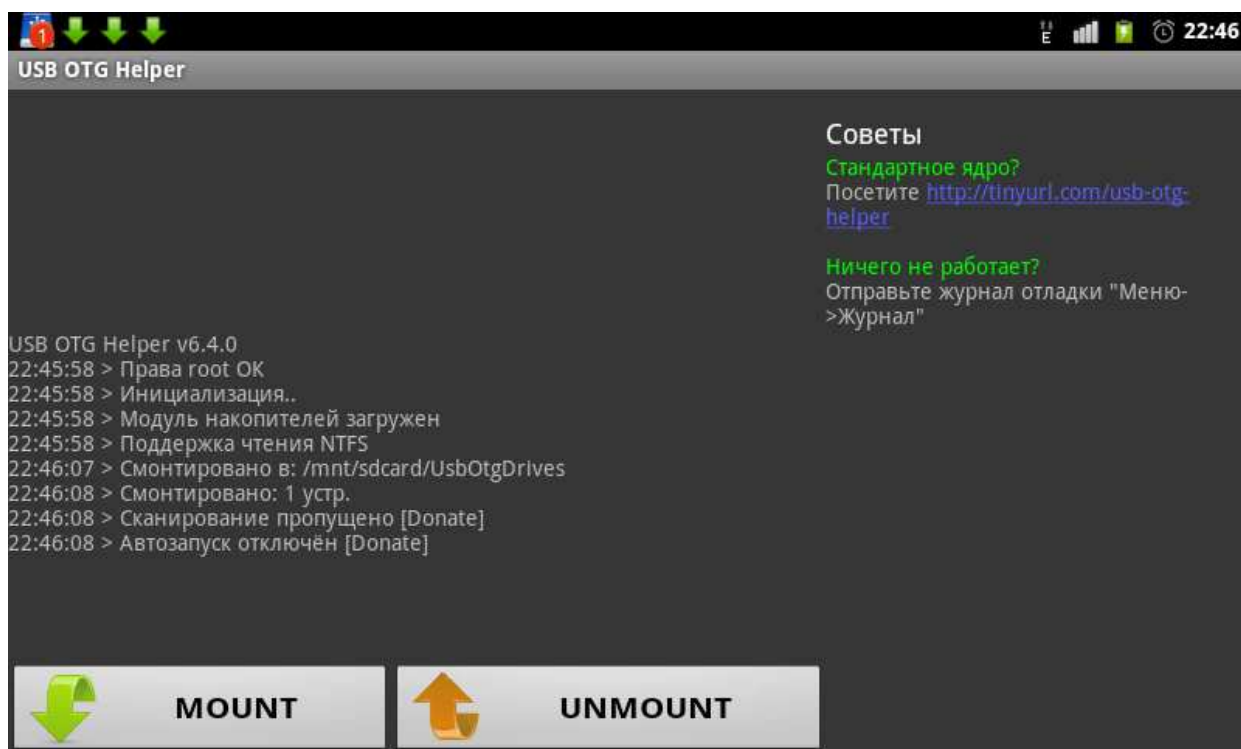 1
E
22:46
USB OTG Helper
Советы
Стандартное ядро?
Посетите http://tinyurl.com/usb-otg-
helper
Ничего не работает?
Отправьте журнал отладки "Меню-
>Журнал"
USB OTG Helper v6.4.0
22:45:58 > Права root OK
22:45:58 > Инициализация..
22:45:58 > Модуль накопителей загружен
22:45:58 > Поддержка чтения NTFS
22:46:07 > Смонтировано в: /mnt/sdcard/UsbOtgDrives
22:46:08 > Смонтировано: 1 устр.
22:46:08 > Сканирование пропущено [Donate]
22:46:08 > Автозапуск отключён [Donate]
MOUNT
UNMOUNT